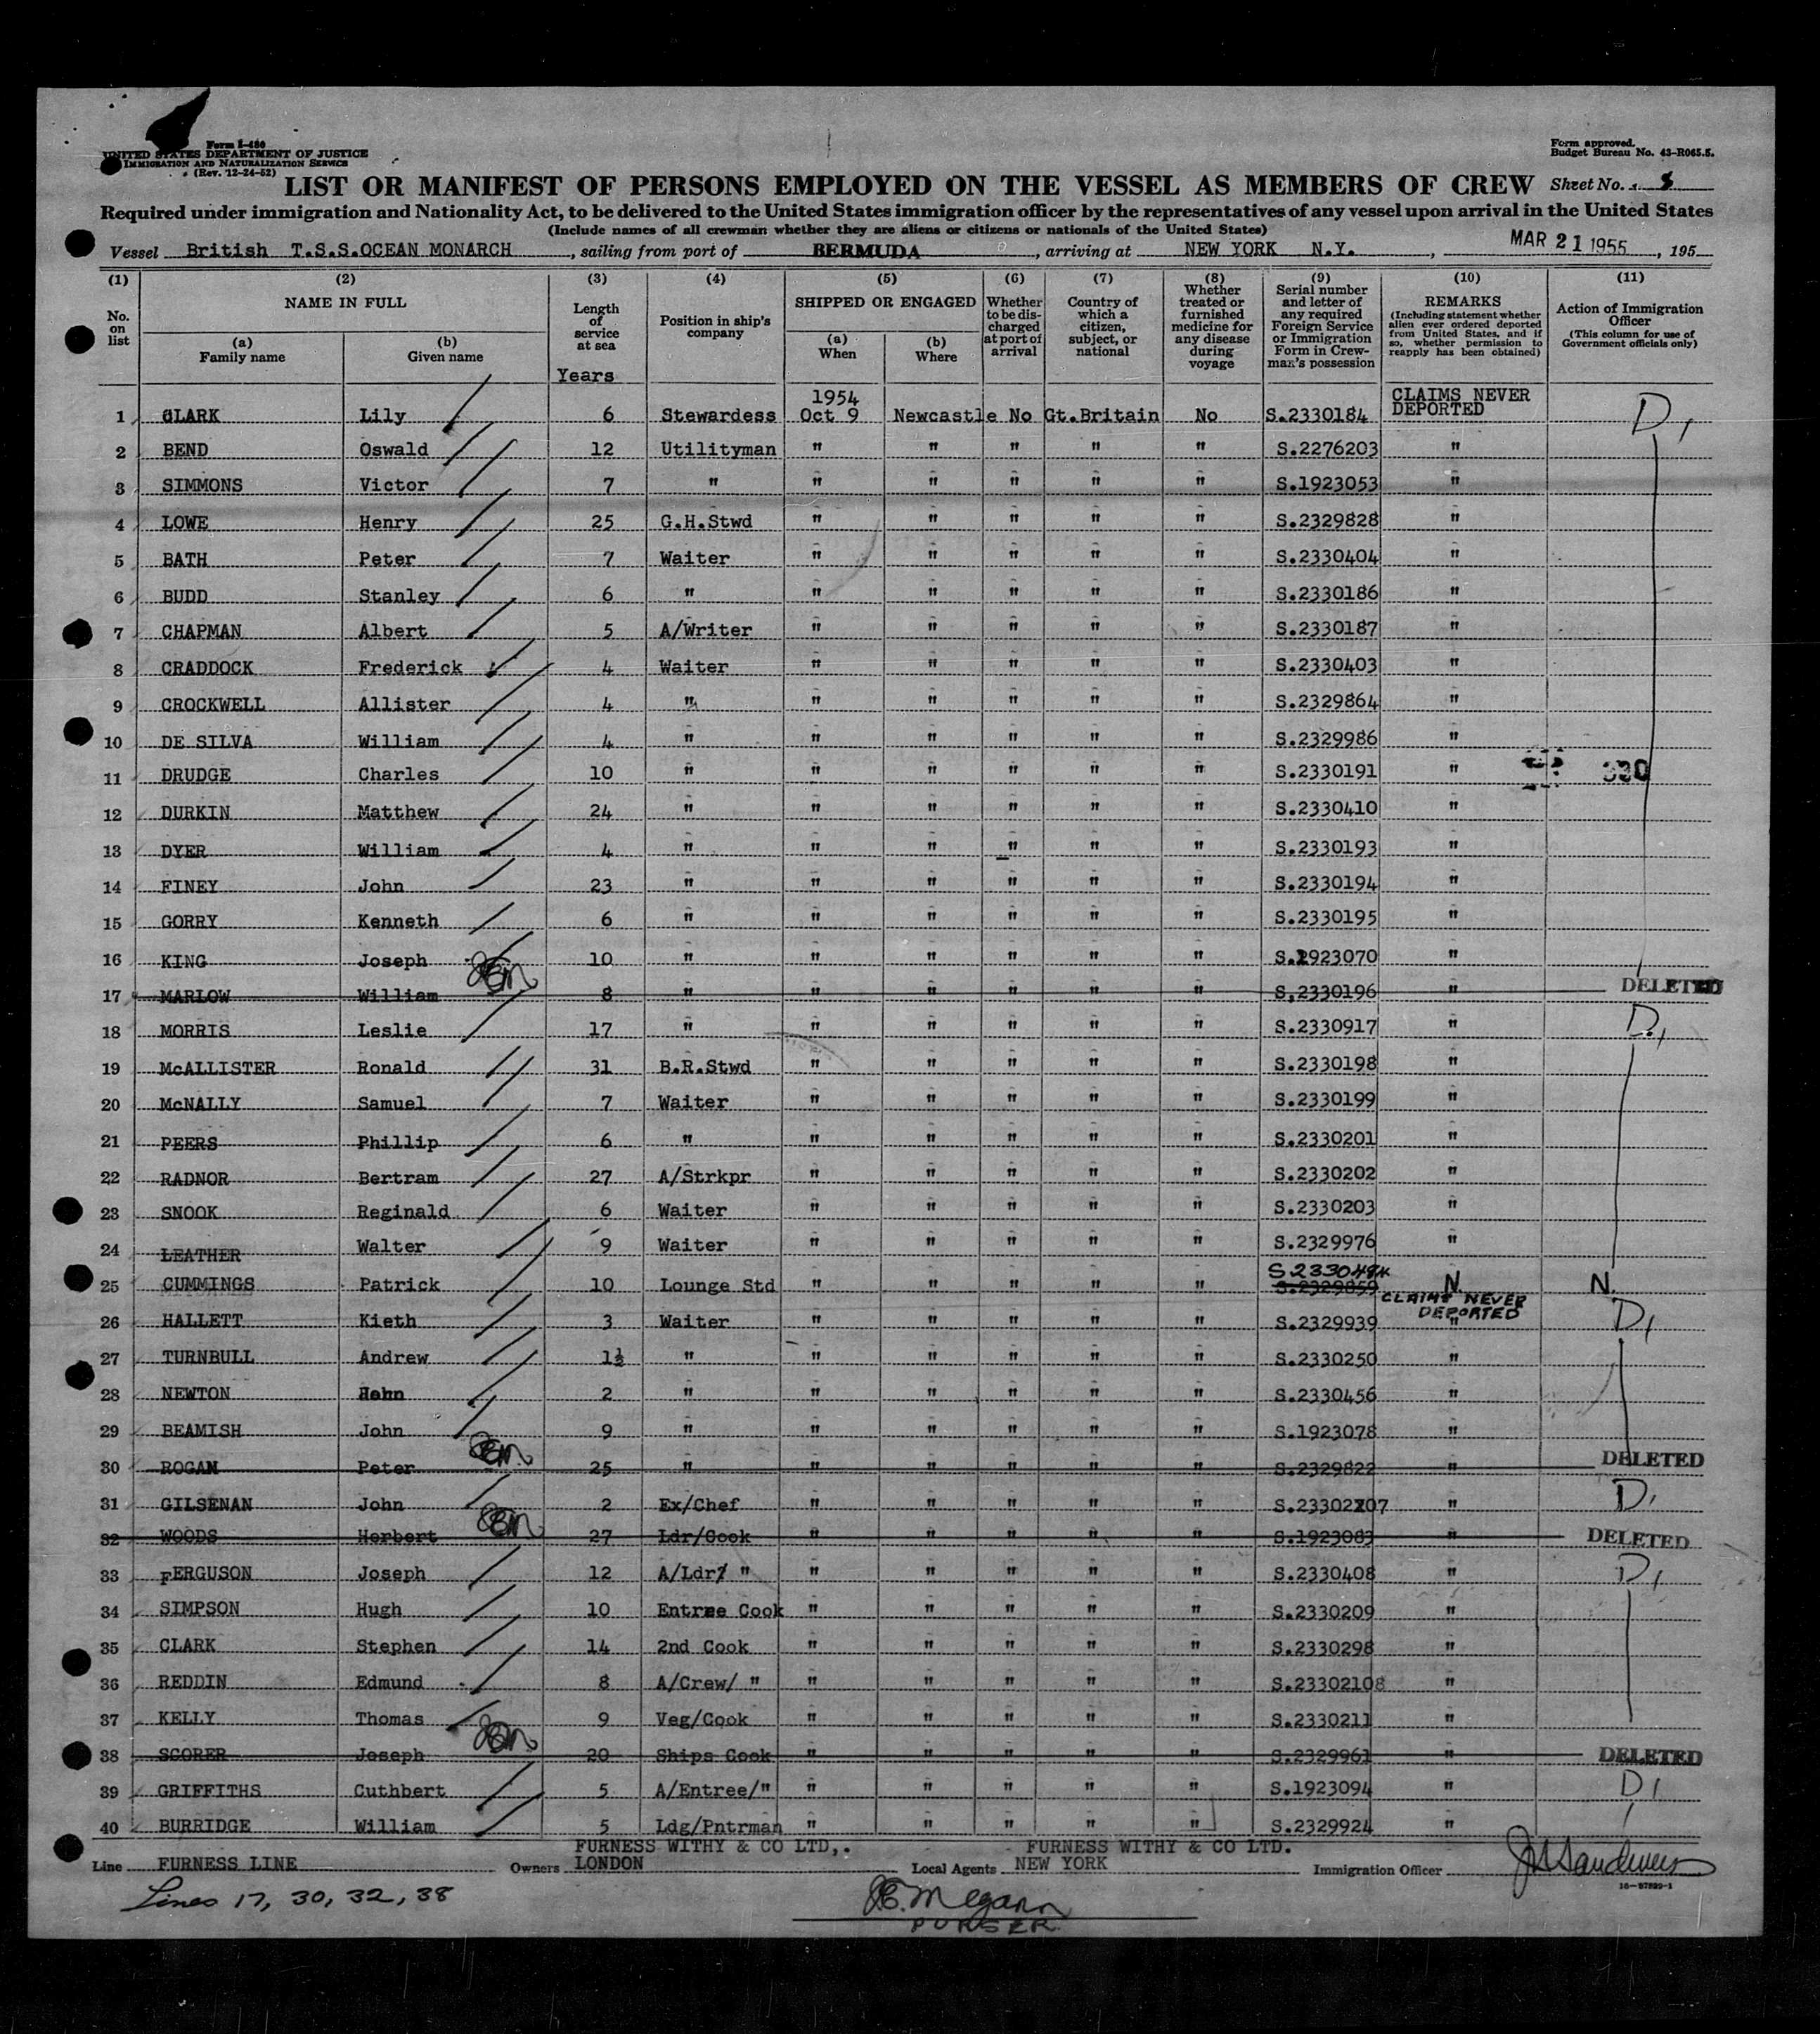 Form I-480
UNITED STATES DEPARTMENT OF JUSTICE
IMMIGRATION AND NATURALIZATION SERVICE
(Rev. 12-24-52)
Form approved.
Budget Bureau No. 43-R065.5.
LIST OR MANIFEST OF PERSONS EMPLOYED ON THE VESSEL AS MEMBERS OF CREW Sheet No.
Required under immigration and Nationality Act, to be delivered to the United States immigration officer by the representatives of any vessel upon arrival in the United States
(Include names of all crewman whether they are aliens or citizens or nationals of the United States)
Vessel British T.S.S.OCEAN MONARCH, sailing from port of BERMUDA, arriving at NEW YORK N.Y., MAR 21 1955, 195
(1) (2) (3) (4) (5) (6) (7) (8) (9) (10) (11)
No. on list
NAME IN FULL
(a) Family name
(b) Given name
Length of service at sea
Years
Position in ship's company
SHIPPED OR ENGAGED
(a) When
(b) Where
Whether to be discharged at port of arrival
Country of which a citizen, subject, or national
Whether treated or furnished medicine for any disease during voyage
Serial number and letter of any required Foreign Service or Immigration Form in Crewman's possession
REMARKS
(Including statement whether alien ever ordered deported from United States, and if so, whether permission to reapply has been obtained)
Action of Immigration Officer
(This column for use of Government officials only)
1954 CLAIMS NEVER
1 CLARK Lily 6 Stewardess Oct 9 Newcastle No Gt.Britain No S.2330184 DEPORTED D,
2 BEND Oswald 12 Utilityman " " " " " S.2276203 "
3 SIMMONS Victor 7 " " " " " " S.1923053 "
4 LOWE Henry 25 G.H.Stwd " " " " " S.2329828 "
5 BATH Peter 7 Waiter " " " " " S.2330404 "
6 BUDD Stanley 6 " " " " " " S.2330186 "
7 CHAPMAN Albert 5 A/Writer " " " " " S.2330187 "
8 CRADDOCK Frederick 4 Waiter " " " " " S.2330403 "
9 CROCKWELL Allister 4 " " " " " " S.2329864 "
10 DE SILVA William 4 " " " " " " S.2329986 "
11 DRUDGE Charles 10 " " " " " " S.2330191 "
12 DURKIN Matthew 24 " " " " " " S.2330410 "
13 DYER William 4 " " " " " " S.2330193 "
14 FINEY John 23 " " " " " " S.2330194 "
15 GORRY Kenneth 6 " " " " " " S.2330195 "
16 KING Joseph 10 " " " " " " S.1923070 "
17 MARLOW William 8 " " " " " " S.2330196 " DELETED
18 MORRIS Leslie 17 " " " " " " S.2330917 " D,
19 McALLISTER Ronald 31 B.R.Stwd " " " " " S.2330198 "
20 McNALLY Samuel 7 Waiter " " " " " S.2330199 "
21 PEERS Phillip 6 " " " " " " S.2330201 "
22 RADNOR Bertram 27 A/Strkpr " " " " " S.2330202 "
23 SNOOK Reginald 6 Waiter " " " " " S.2330203 "
24 LEATHER Walter 9 Waiter " " " " " S.2329976 "
25 CUMMINGS Patrick 10 Lounge Std " " " " " S.2329859 N. N.
CLAIMS NEVER DEPORTED
26 HALLETT Kieth 3 Waiter " " " " " S.2329939 " D,
27 TURNBULL Andrew 1½ " " " " " " S.2330250 "
28 NEWTON 2 " " " " " " S.2330456 "
29 BEAMISH John 9 " " " " " " S.1923078 "
30 ROGAN Peter 25 " " " " " " S.2329822 " DELETED
31 GILSENAN John 2 Ex/Chef " " " " " S.23302207 " D,
32 WOODS Herbert 27 Ldr/Cook " " " " " S.1923083 " DELETED
33 FERGUSON Joseph 12 A/Ldr/ " " " " " " S.2330408 " D,
34 SIMPSON Hugh 10 Entree Cook " " " " " S.2330209 "
35 CLARK Stephen 14 2nd Cook " " " " " S.2330298 "
36 REDDIN Edmund 8 A/Crew/ " " " " " " S.23302108 "
37 KELLY Thomas 9 Veg/Cook " " " " " S.2330211 "
38 SCORER Joseph 20 Ships Cook " " " " " S.2329961 " DELETED
39 GRIFFITHS Cuthbert 5 A/Entree/" " " " " " S.1923094 " D,
40 BURRIDGE William 5 Ldg/Pntrman " " " " " S.2329924 "
Line FURNESS LINE Owners FURNESS WITHY & CO LTD,. LONDON Local Agents FURNESS WITHY & CO LTD. NEW YORK Immigration Officer
16-57899-1
Lines 17, 30, 32, 38
PURSER